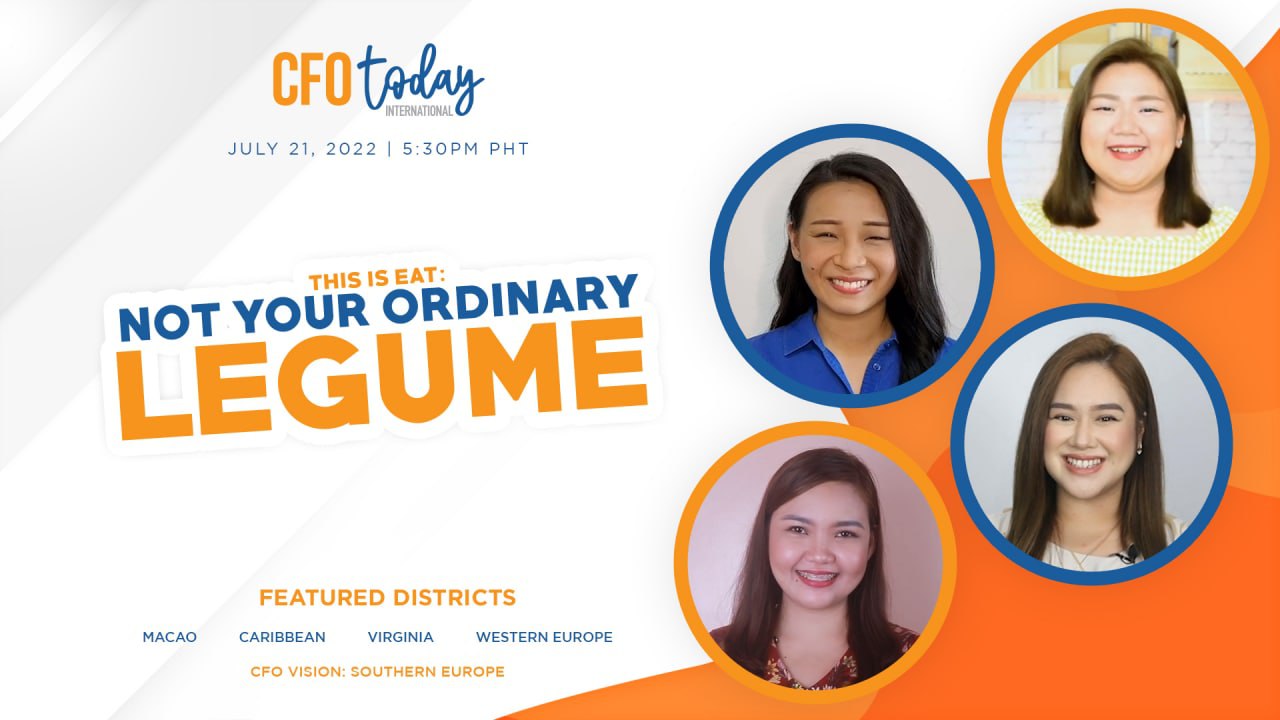 CFO today
INTERNATIONAL
JULY 21, 2022 | 5:30PM PHT
THIS IS EAT:
NOT YOUR ORDINARY
LEGUME
FEATURED DISTRICTS
MACAO CARIBBEAN VIRGINIA WESTERN EUROPE
CFO VISION: SOUTHERN EUROPE